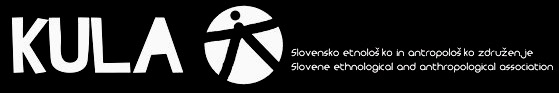 KULA
Slovensko etnološko in antropološko združenje
Slovene ethnological and anthropological association